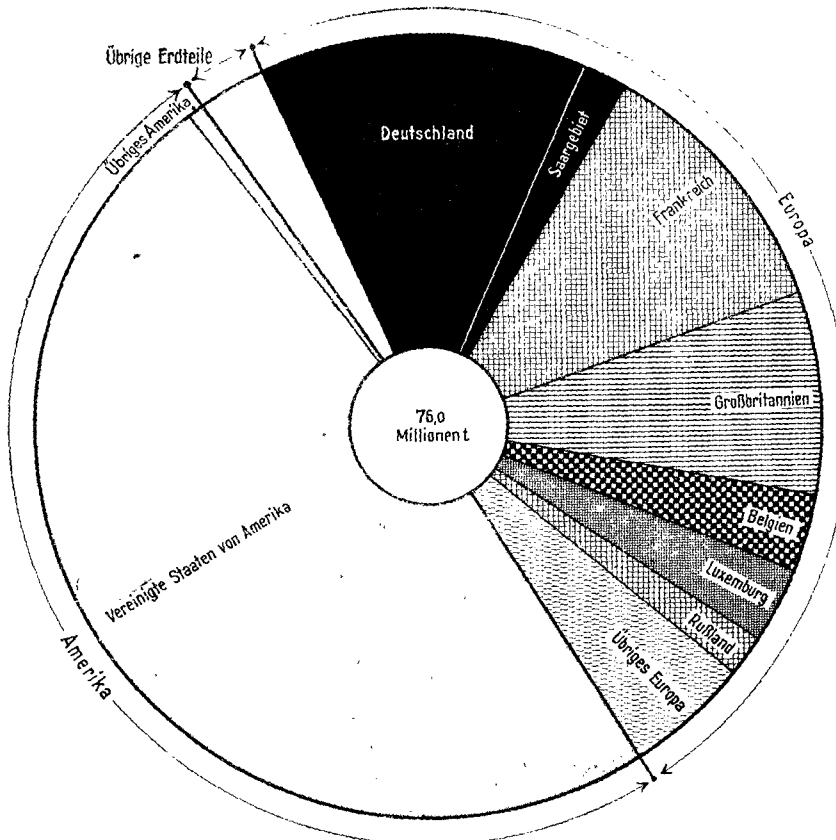 Übrige Erdteile
Übriges Amerika
Deutschland
Saargebiet
Frankreich
Europa
Großbritannien
76,0
Millionen t
Belgien
Luxemburg
Rußland
Übriges Europa
Vereinigte Staaten von Amerika
Amerika